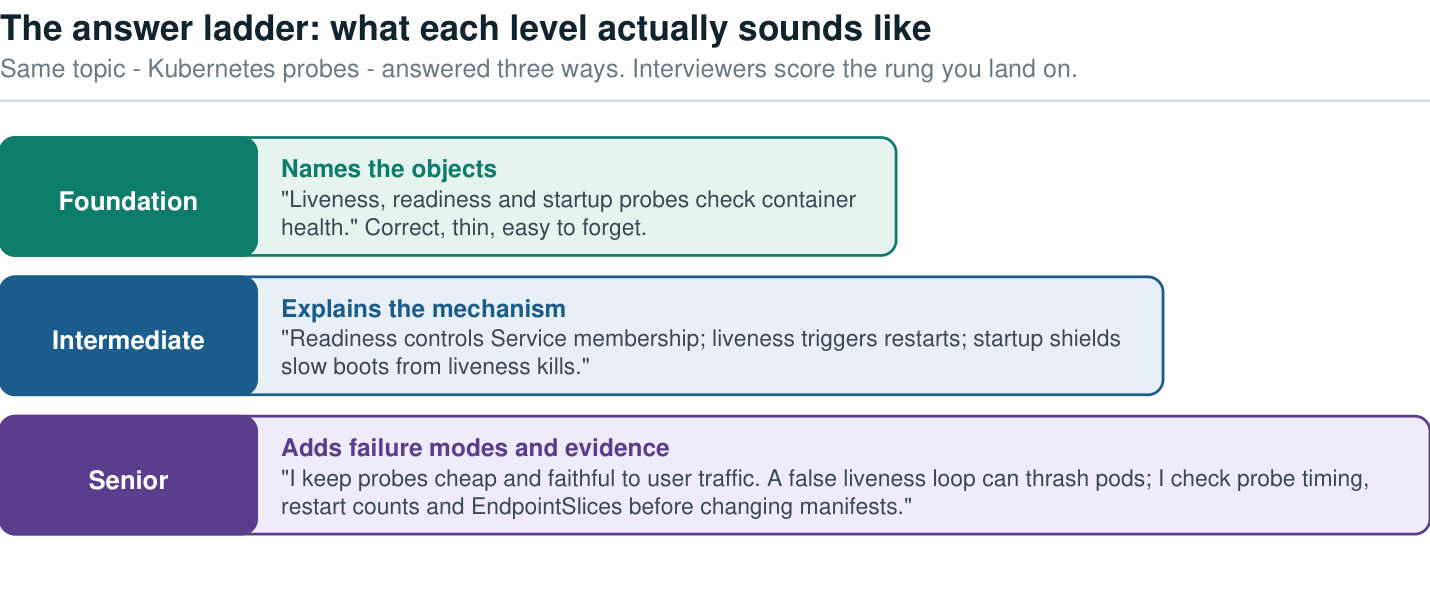 The answer ladder: what each level actually sounds like
Same topic - Kubernetes probes - answered three ways. Interviewers score the rung you land on.
Foundation
Names the objects
"Liveness, readiness and startup probes check container
health." Correct, thin, easy to forget.
Intermediate
Explains the mechanism
"Readiness controls Service membership; liveness triggers restarts; startup shields
slow boots from liveness kills."
Senior
Adds failure modes and evidence
"I keep probes cheap and faithful to user traffic. A false liveness loop can thrash pods; I check probe timing,
restart counts and EndpointSlices before changing manifests."